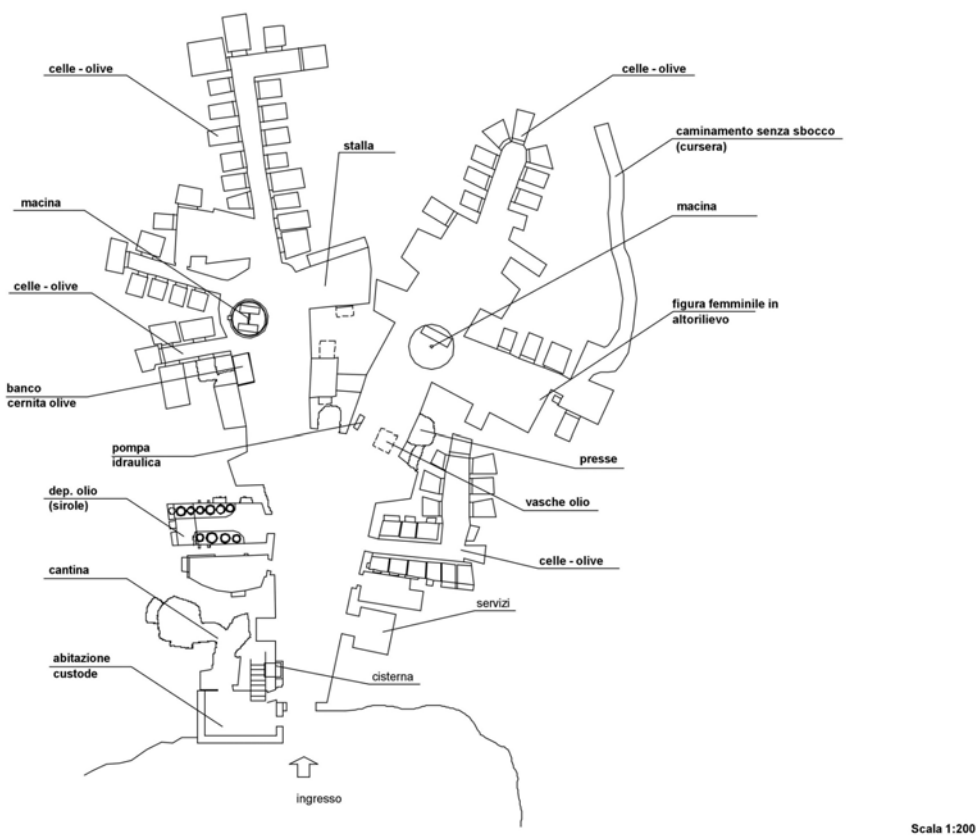 celle - olive
celle - olive
caminamento senza sbocco
(cursera)
stalla
macina
macina
celle - olive
figura femminile in
altorilievo
banco
cernita olive
pompa
idraulica
presse
dep. olio
(sirole)
vasche olio
cantina
celle - olive
servizi
abitazione
custode
cisterna
ingresso
Scala 1:200